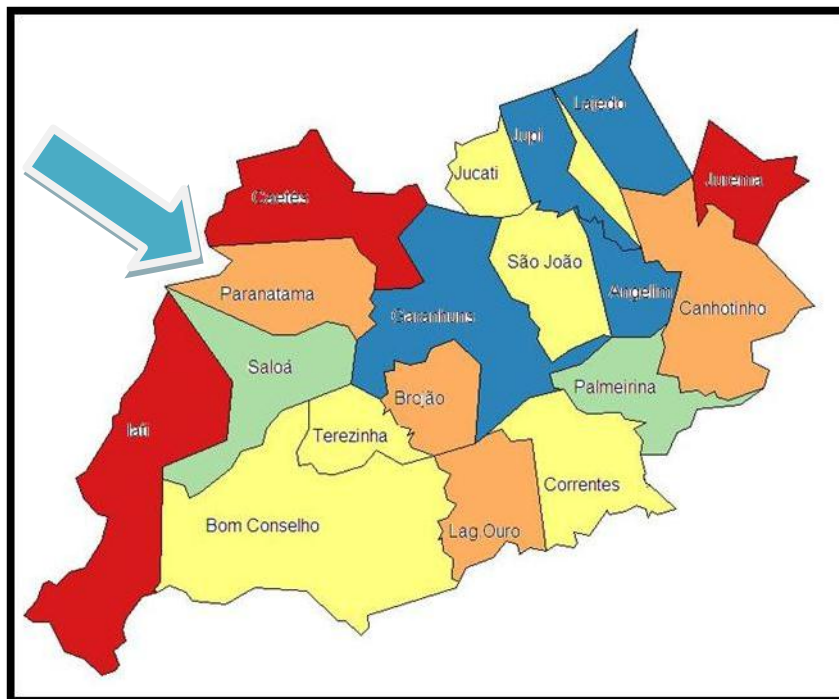 Lajedo
Jupi
Jucati
Jurema
Caetés
São João
Paranatama
Angelim
Canhotinho
Garanhuns
Saloá
Palmeirina
Brojão
Iati
Terezinha
Correntes
Bom Conselho
Lag.Ouro